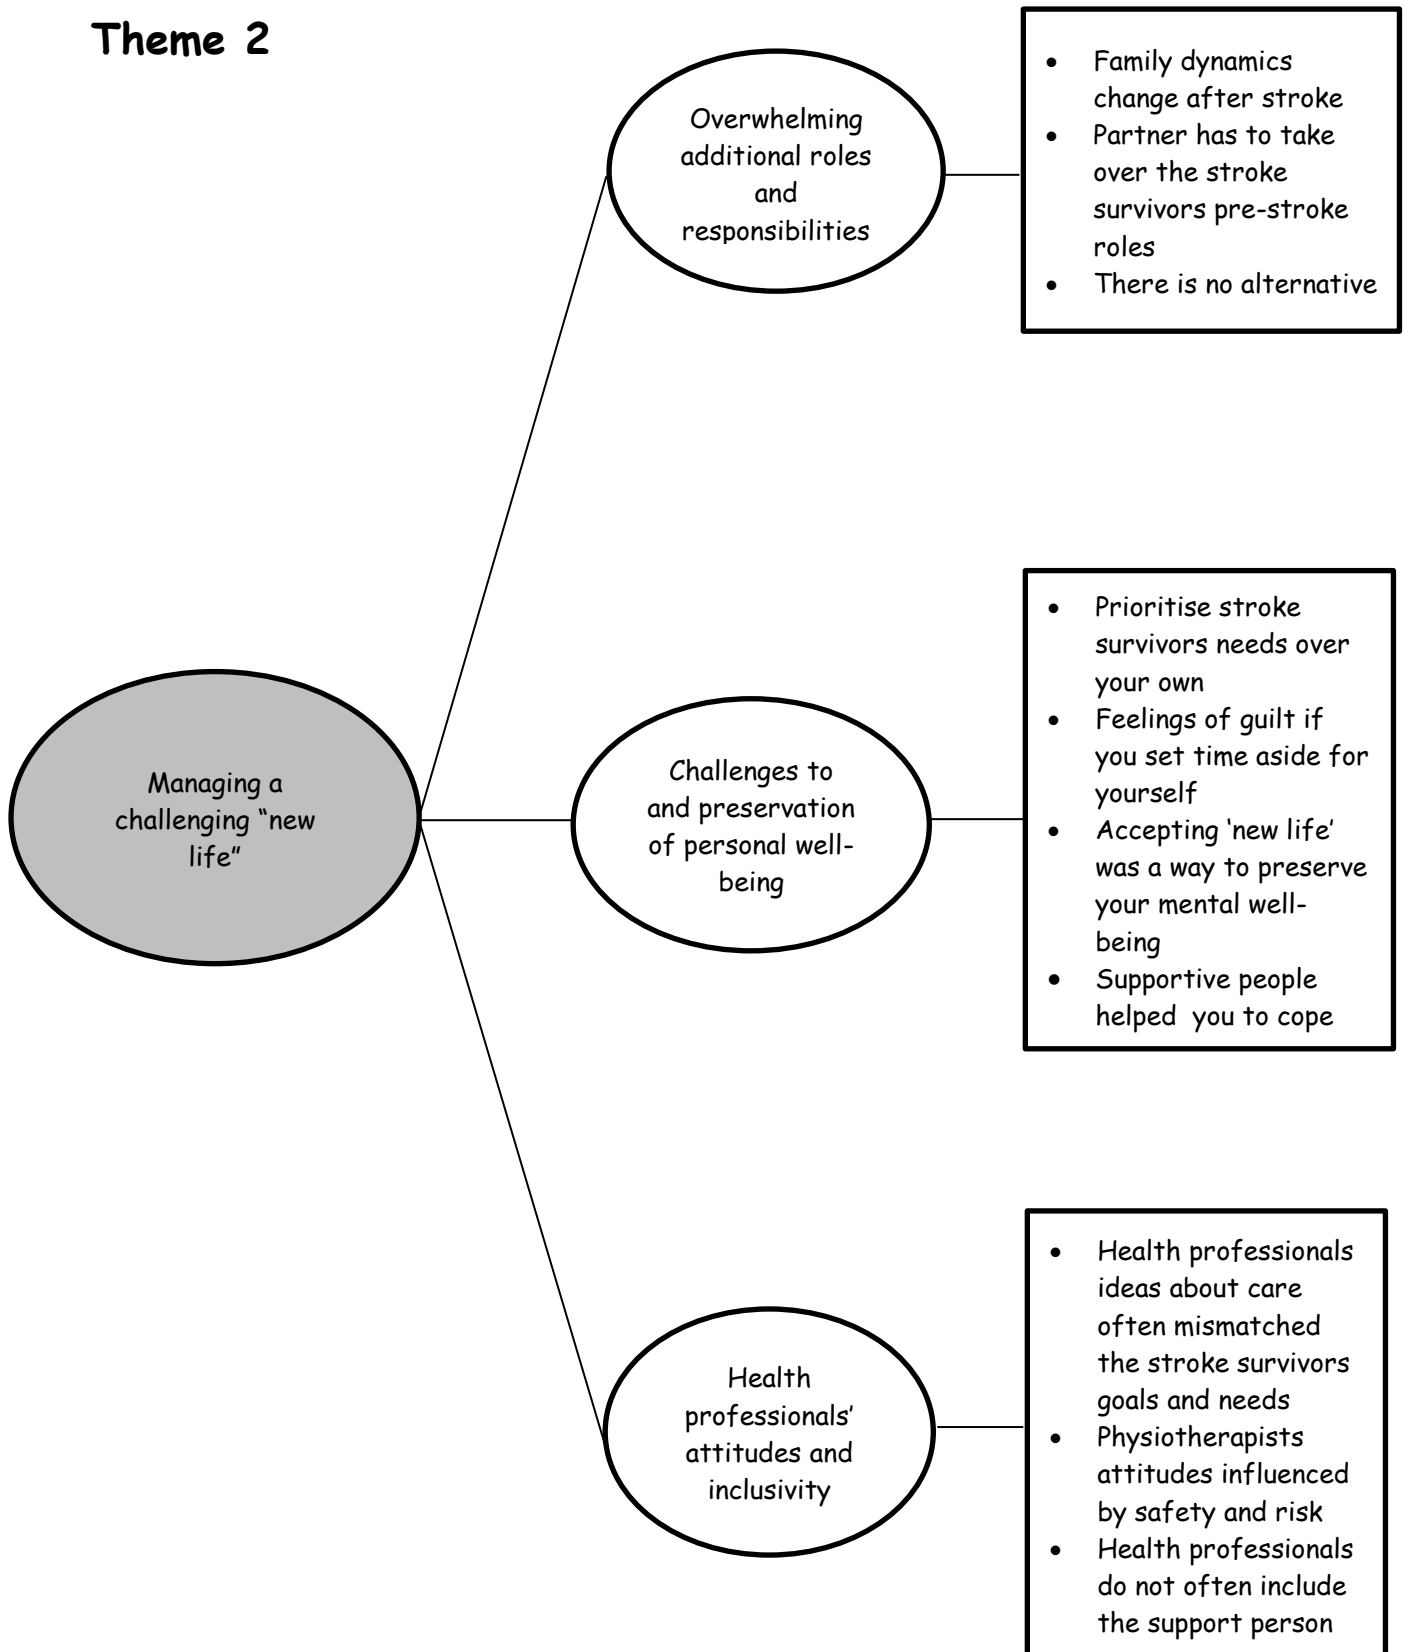 Theme 2
Overwhelming
additional roles
and
responsibilities
• Family dynamics
change after stroke
• Partner has to take
over the stroke
survivors pre-stroke
roles
• There is no alternative
Managing a
challenging “new
life”
Challenges to
and preservation
of personal well-
being
• Prioritise stroke
survivors needs over
your own
• Feelings of guilt if
you set time aside for
yourself
• Accepting ‘new life’
was a way to preserve
your mental well-
being
• Supportive people
helped you to cope
Health
professionals’
attitudes and
inclusivity
• Health professionals
ideas about care
often mismatched
the stroke survivors
goals and needs
• Physiotherapists
attitudes influenced
by safety and risk
• Health professionals
do not often include
the support person